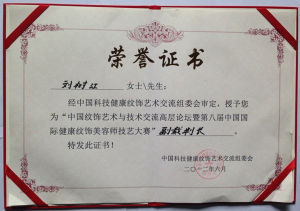 荣誉证书
刘 女士\先生：
经中国科技健康纹饰艺术交流组委会审定，授予您
为“中国纹饰艺术与技术交流高层论坛暨第八届中国国
际健康纹饰美容师技艺大赛”副裁判长
特发此证书！
中国科技健康纹饰艺术交流组委会
二〇一二年六月